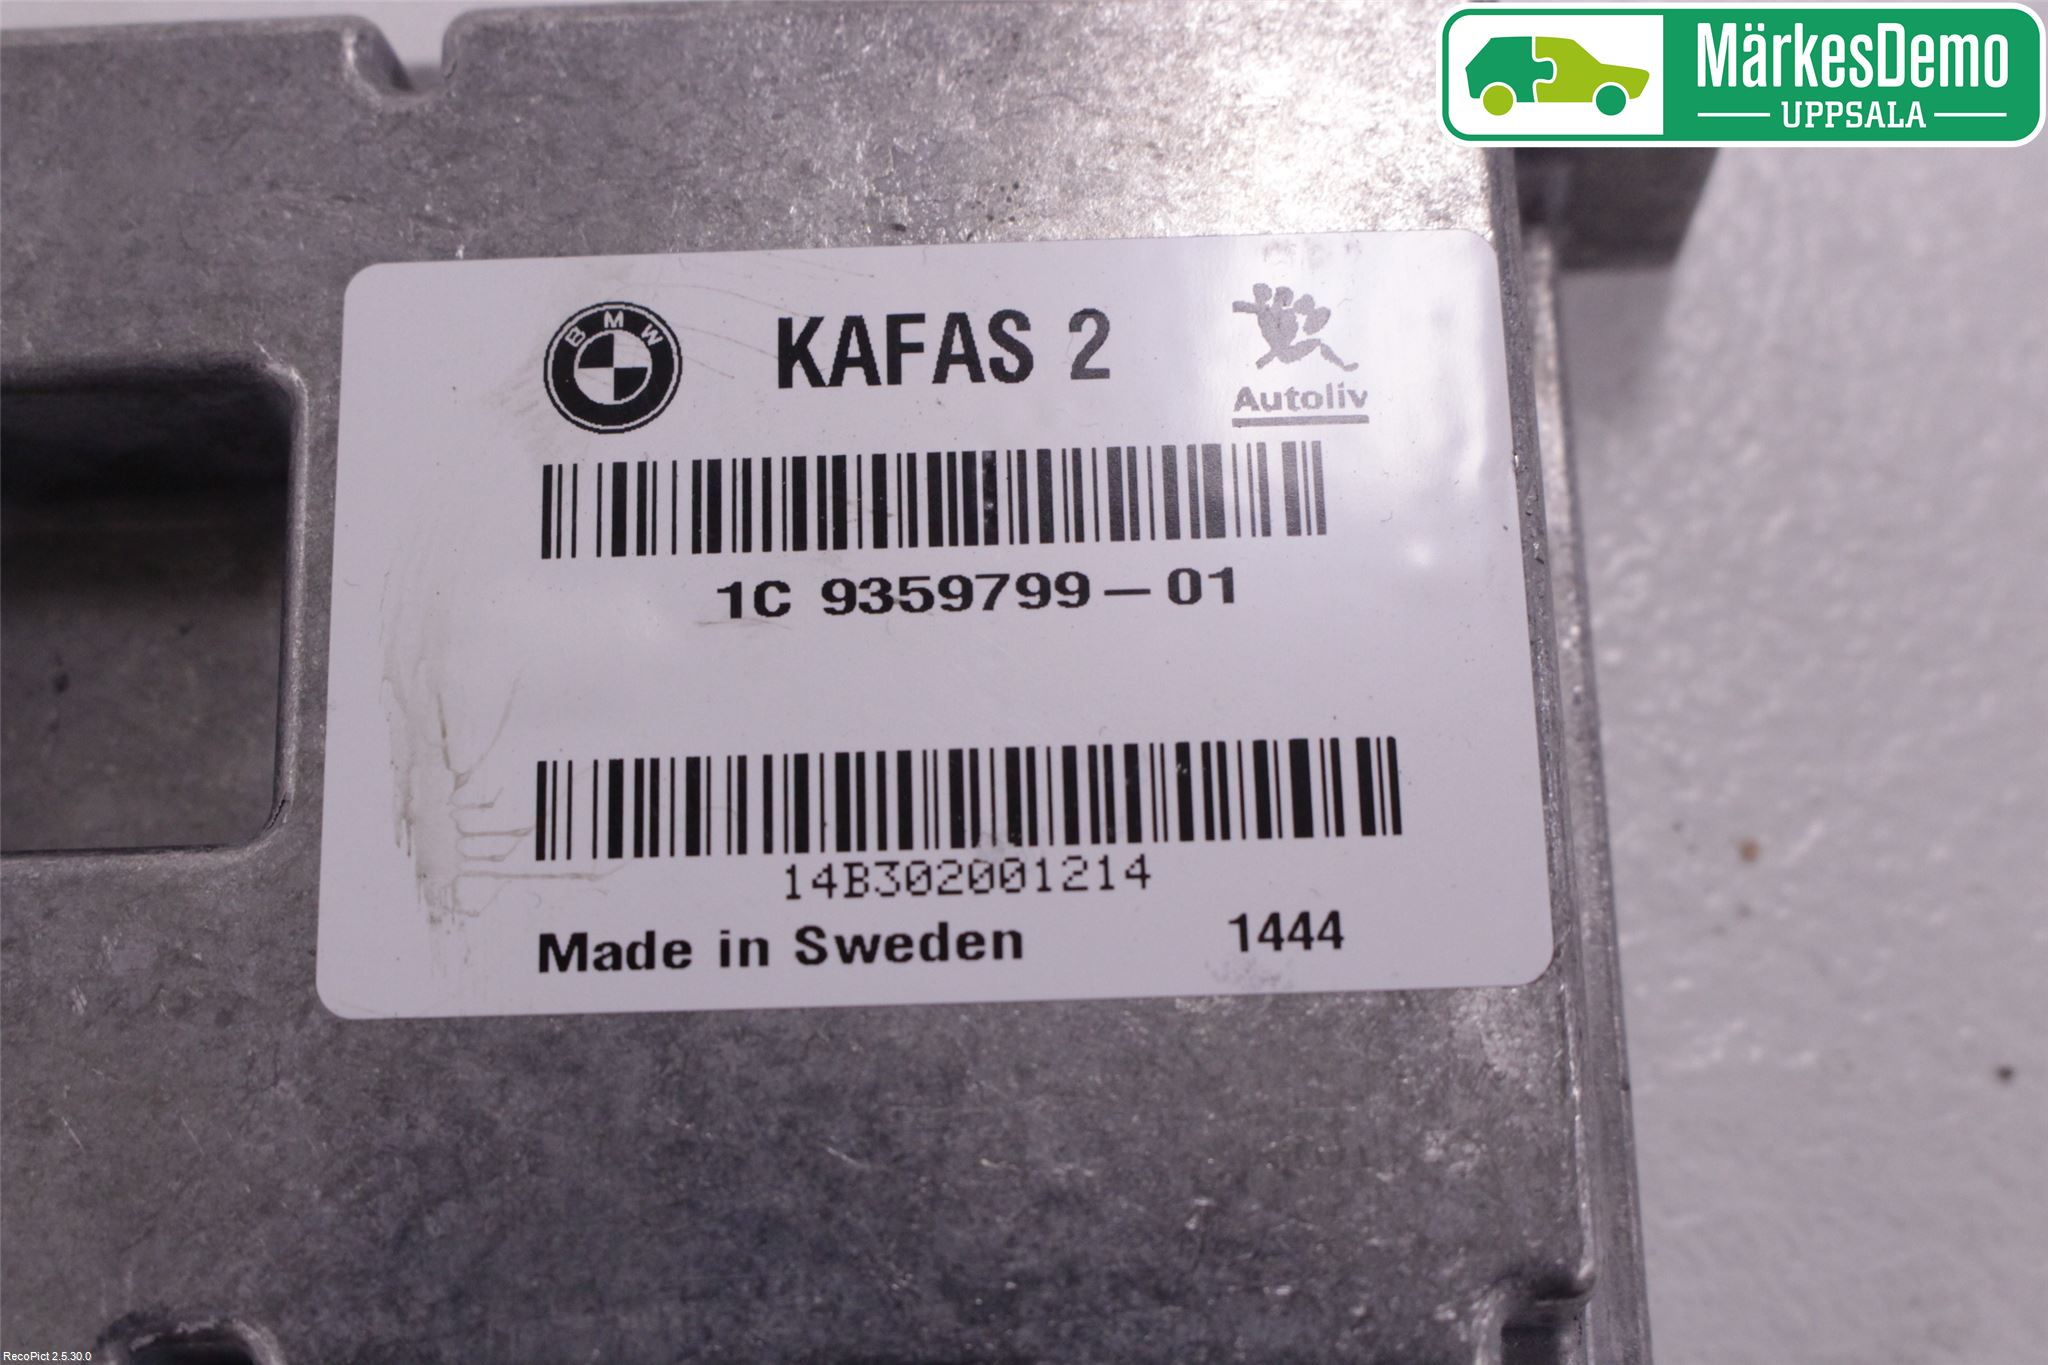 MärkesDemo
UPPSALA
BMW KAFAS 2
Autoliv
1C 9359799-01
14B302001214
Made in Sweden 1444
RecoPict 2.5.30.0